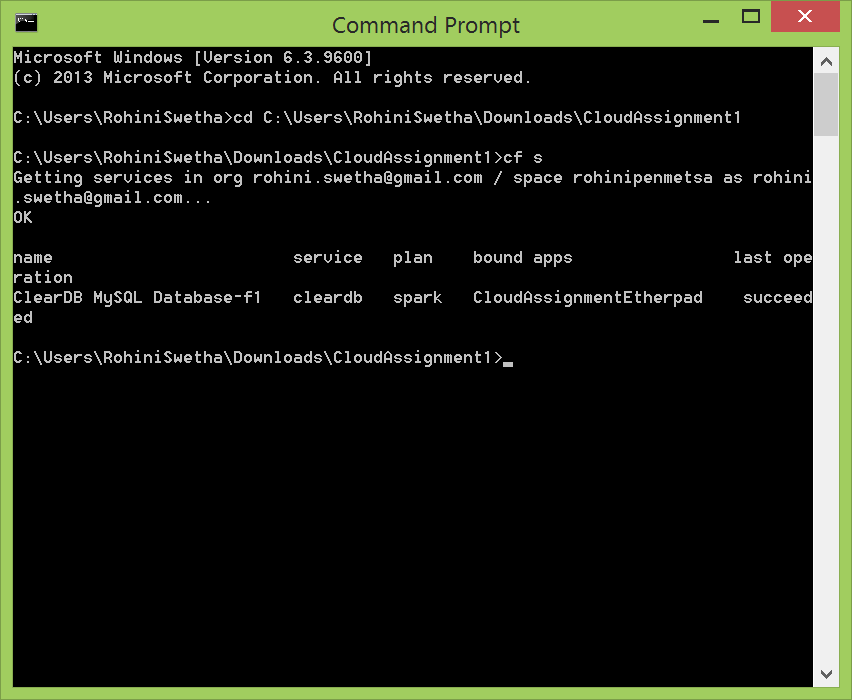 Command Prompt
Microsoft Windows [Version 6.3.9600]
(c) 2013 Microsoft Corporation. All rights reserved.
C:\Users\RohiniSwetha>cd C:\Users\RohiniSwetha\Downloads\CloudAssignment1
C:\Users\RohiniSwetha\Downloads\CloudAssignment1>cf s
Getting services in org rohini.swetha@gmail.com / space rohinipenmetsa as rohini
.swetha@gmail.com...
OK
name                        service   plan    bound apps                last ope
ration
ClearDB MySQL Database-f1   cleardb   spark   CloudAssignmentEtherpad    succeed
ed
C:\Users\RohiniSwetha\Downloads\CloudAssignment1>_